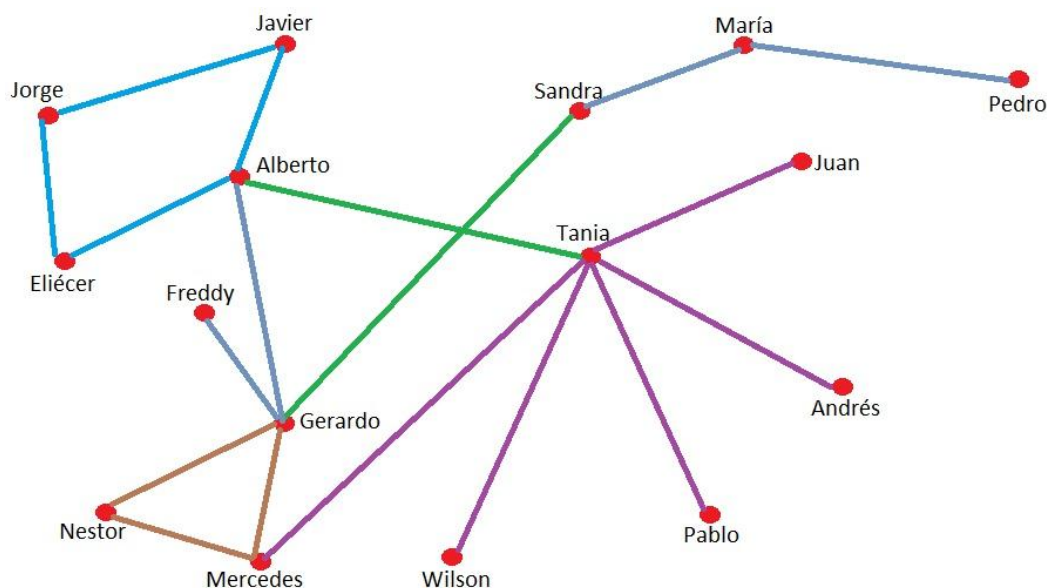 Javier
María
Jorge
Sandra
Pedro
Alberto
Juan
Tania
Eliécer
Freddy
Andrés
Gerardo
Nestor
Pablo
Mercedes
Wilson